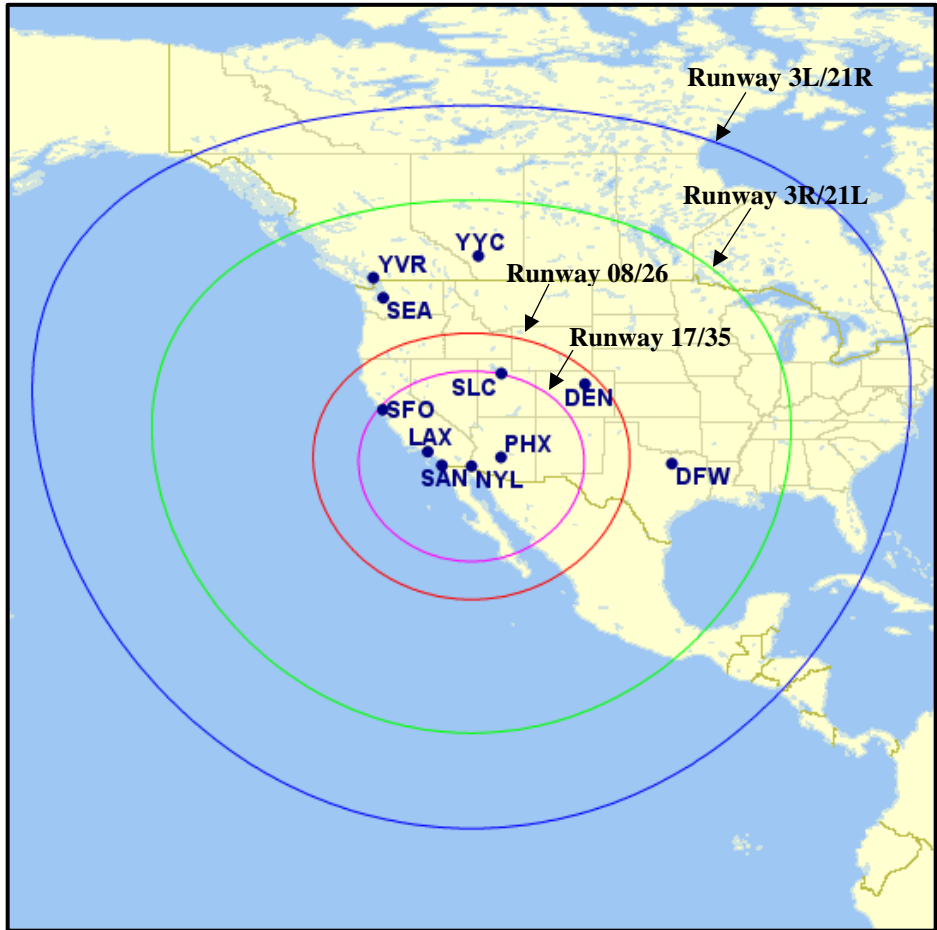 Runway 3L/21R
Runway 3R/21L
YYC
YVR
Runway 08/26
SEA
Runway 17/35
SLC
DEN
SFO
LAX
PHX
SAN
NYL
DFW